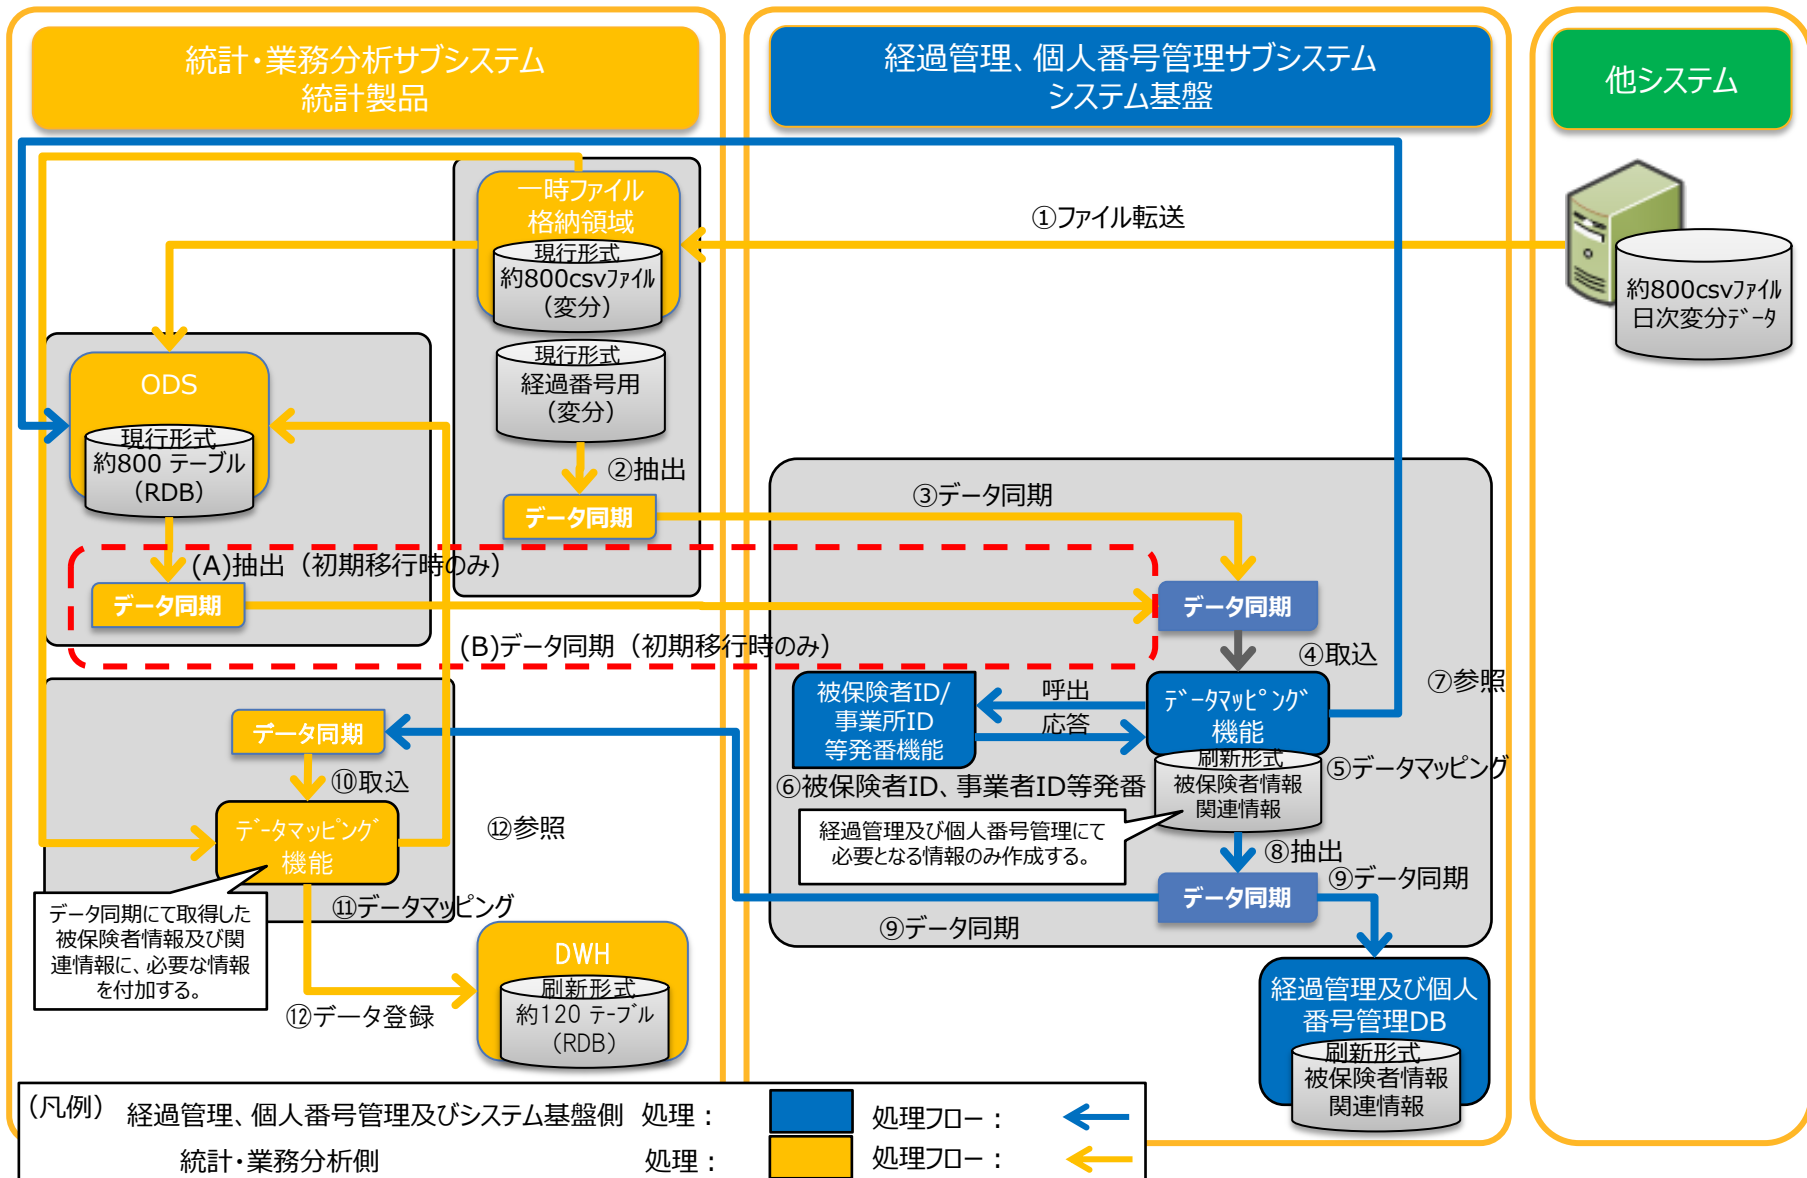 統計・業務分析サブシステム
統計製品
経過管理、個人番号管理サブシステム
システム基盤
他システム
一時ファイル
格納領域
現行形式
約800csvファイル
（変分）
現行形式
経過番号用
（変分）
①ファイル転送
約800csvファイル
日次変分データ
ODS
現行形式
約800 テーブル
（RDB）
②抽出
データ同期
③データ同期
(A)抽出（初期移行時のみ）
データ同期
データ同期
(B)データ同期（初期移行時のみ）
④取込
⑦参照
被保険者ID/
事業所ID
等発番機能
呼出
応答
データマッピング
機能
刷新形式
被保険者情報
関連情報
⑤データマッピング
⑥被保険者ID、事業者ID等発番
データ同期
⑩取込
データマッピング
機能
⑫参照
経過管理及び個人番号管理にて
必要となる情報のみ作成する。
⑧抽出
データ同期
⑨データ同期
⑨データ同期
データ同期にて取得した
被保険者情報及び関
連情報に、必要な情報
を付加する。
⑪データマッピング
DWH
刷新形式
約120 テーブル
（RDB）
⑫データ登録
経過管理及び個人
番号管理DB
刷新形式
被保険者情報
関連情報
（凡例） 経過管理、個人番号管理及びシステム基盤側 処理： 処理フロー：
統計・業務分析側 処理： 処理フロー：